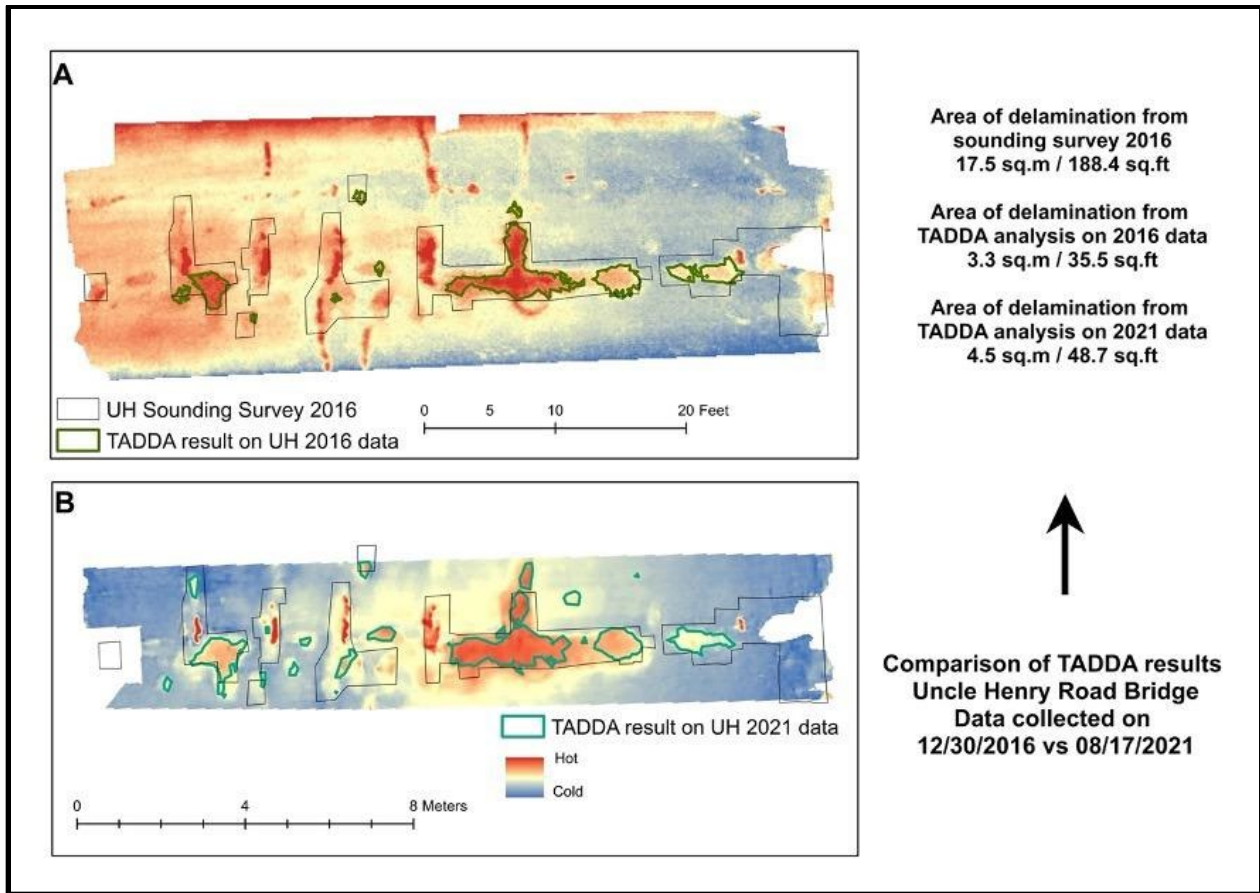 A
UH Sounding Survey 2016
TADDA result on UH 2016 data
0 5 10 20 Feet
Area of delamination from
sounding survey 2016
17.5 sq.m / 188.4 sq.ft
Area of delamination from
TADDA analysis on 2016 data
3.3 sq.m / 35.5 sq.ft
Area of delamination from
TADDA analysis on 2021 data
4.5 sq.m / 48.7 sq.ft
B
TADDA result on UH 2021 data
Hot
Cold
0 4 8 Meters
Comparison of TADDA results
Uncle Henry Road Bridge
Data collected on
12/30/2016 vs 08/17/2021